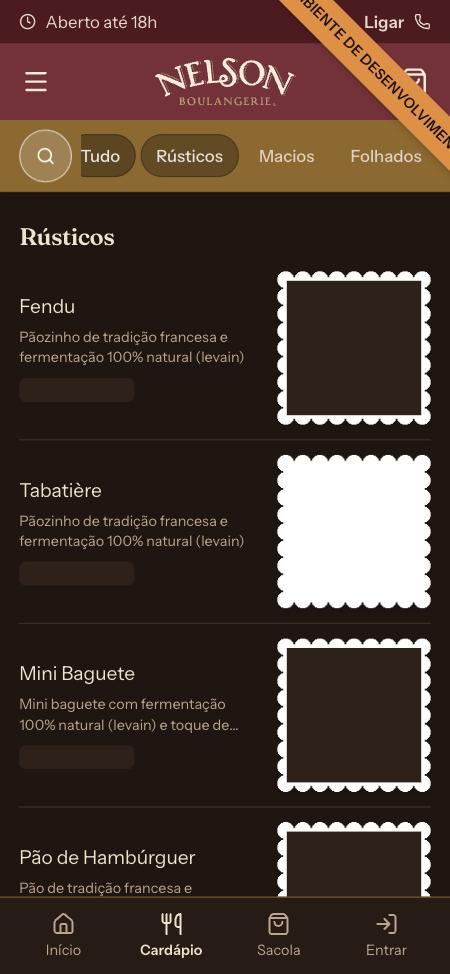 Aberto até 18h
Ligar
AMBIENTE DE DESENVOLVIMEN
NELSON
BOULANGERIE.
Tudo
Rústicos
Macios
Folhados
Rústicos
Fendu
Pãozinho de tradição francesa e
fermentação 100% natural (levain)
Tabatière
Pãozinho de tradição francesa e
fermentação 100% natural (levain)
Mini Baguete
Mini baguete com fermentação
100% natural (levain) e toque de...
Pão de Hambúrguer
Pão de tradição francesa e
Início
Cardápio
Sacola
Entrar